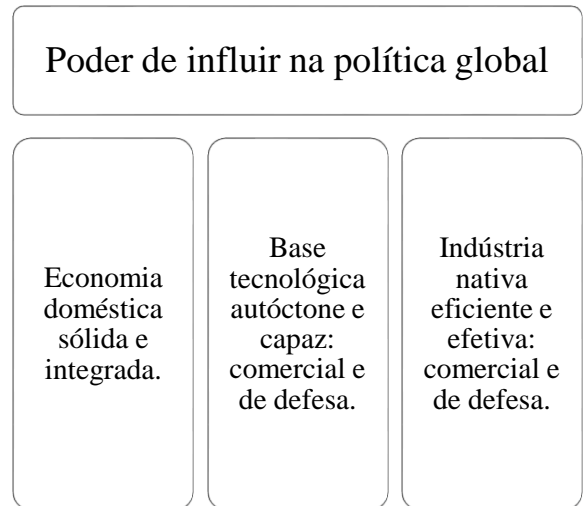 Poder de influir na política global
Economia
doméstica
sólida e
integrada.
Base
tecnológica
autóctone e
capaz:
comercial e
de defesa.
Indústria
nativa
eficiente e
efetiva:
comercial e
de defesa.